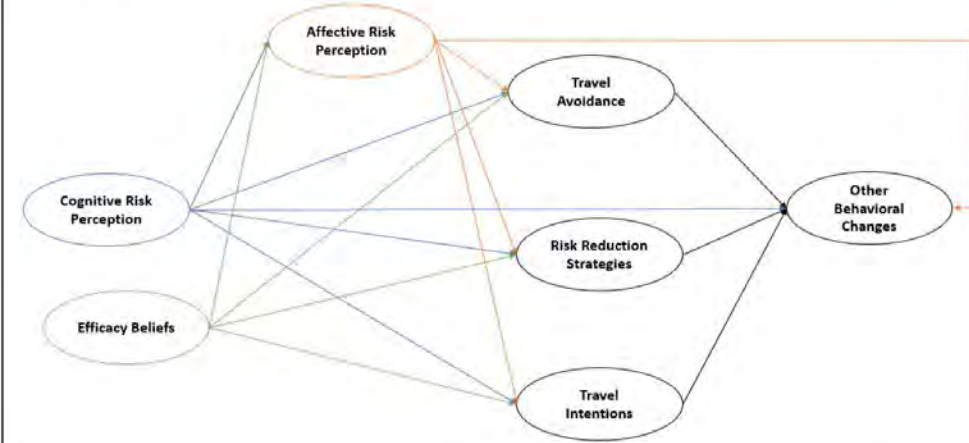 Affective Risk
Perception
Travel
Avoidance
Cognitive Risk
Perception
Other
Behavioral
Changes
Risk Reduction
Strategies
Efficacy Beliefs
Travel
Intentions